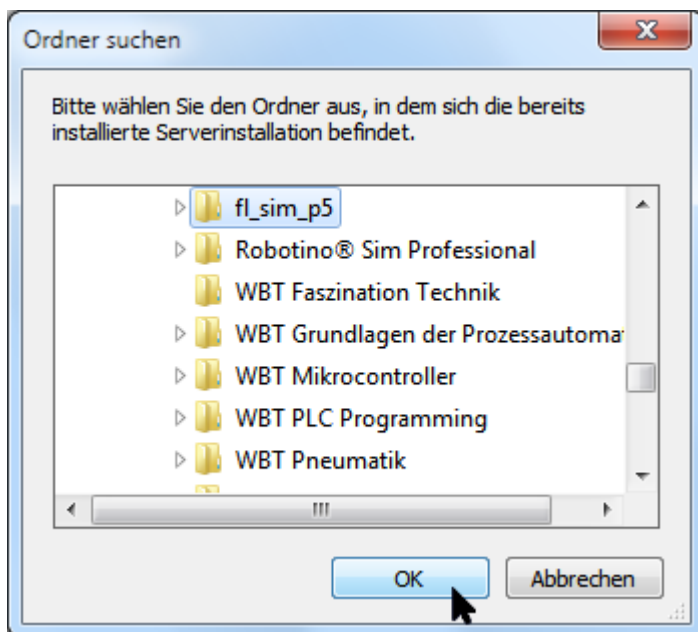 Ordner suchen
Bitte wählen Sie den Ordner aus, in dem sich die bereits
installierte Serverinstallation befindet.
fl_sim_p5
Robotino® Sim Professional
WBT Faszination Technik
WBT Grundlagen der Prozessautoma
WBT Mikrocontroller
WBT PLC Programming
WBT Pneumatik
OK
Abbrechen